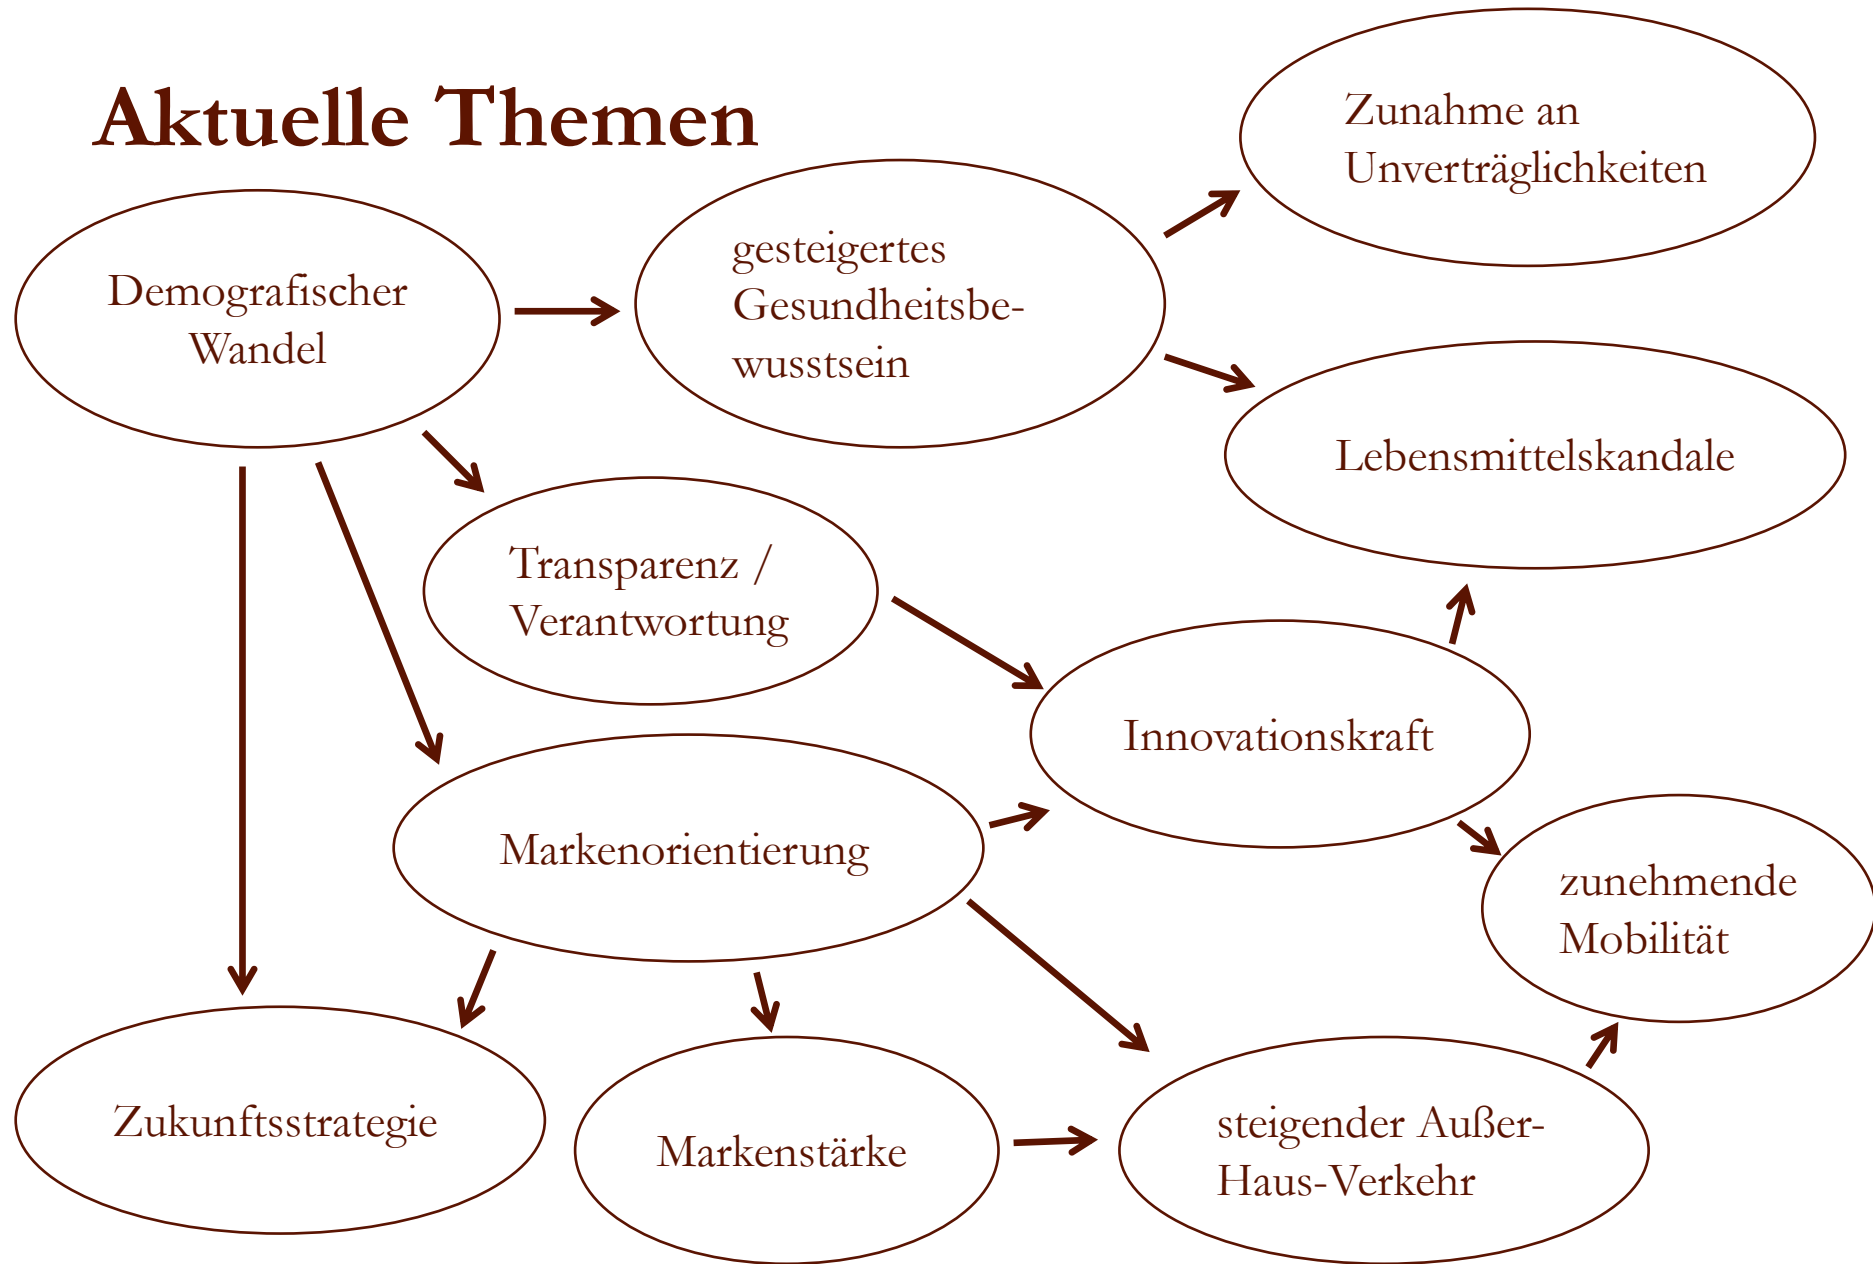 Aktuelle Themen
Zunahme an
Unverträglichkeiten
Demografischer
Wandel
gesteigertes
Gesundheitsbe-
wusstsein
Lebensmittelskandale
Transparenz /
Verantwortung
Innovationskraft
Markenorientierung
zunehmende
Mobilität
Zukunftsstrategie
Markenstärke
steigender Außer-
Haus-Verkehr